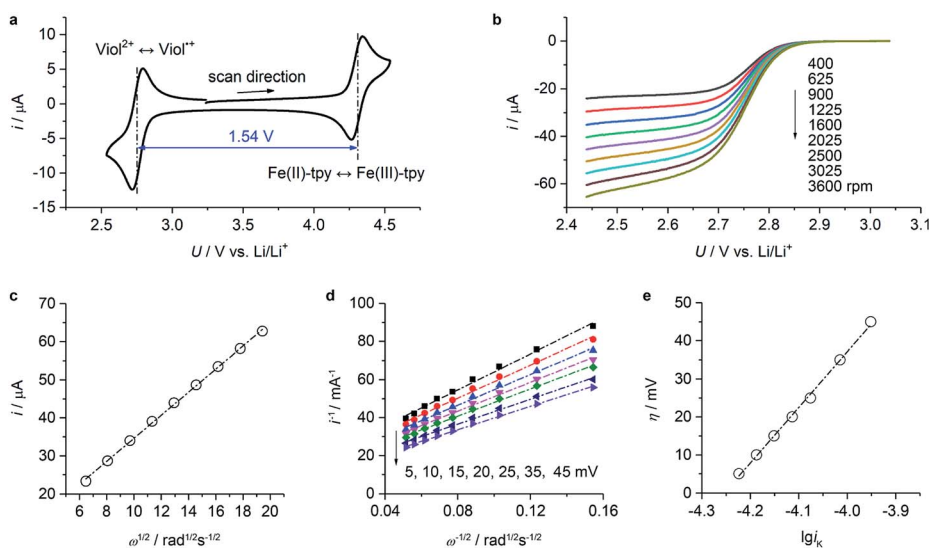 a
Viol²⁺ ↔ Viol•⁺
scan direction
1.54 V
Fe(II)-tpy ↔ Fe(III)-tpy
i / µA
15
10
5
0
-5
-10
-15
2.5 3.0 3.5 4.0 4.5
U / V vs. Li/Li⁺
b
i / µA
0
-20
-40
-60
400
625
900
1225
1600
2025
2500
3025
3600 rpm
2.4 2.5 2.6 2.7 2.8 2.9 3.0 3.1
U / V vs. Li/Li⁺
c
i / µA
70
60
50
40
30
20
6 8 10 12 14 16 18 20
ω^1/2 / rad^1/2s^-1/2
d
i⁻¹ / mA⁻¹
100
80
60
40
20
0
5, 10, 15, 20, 25, 35, 45 mV
0.04 0.08 0.12 0.16
ω^-1/2 / rad^1/2s^-1/2
e
η / mV
50
40
30
20
10
0
-4.3 -4.2 -4.1 -4.0 -3.9
lgi_K